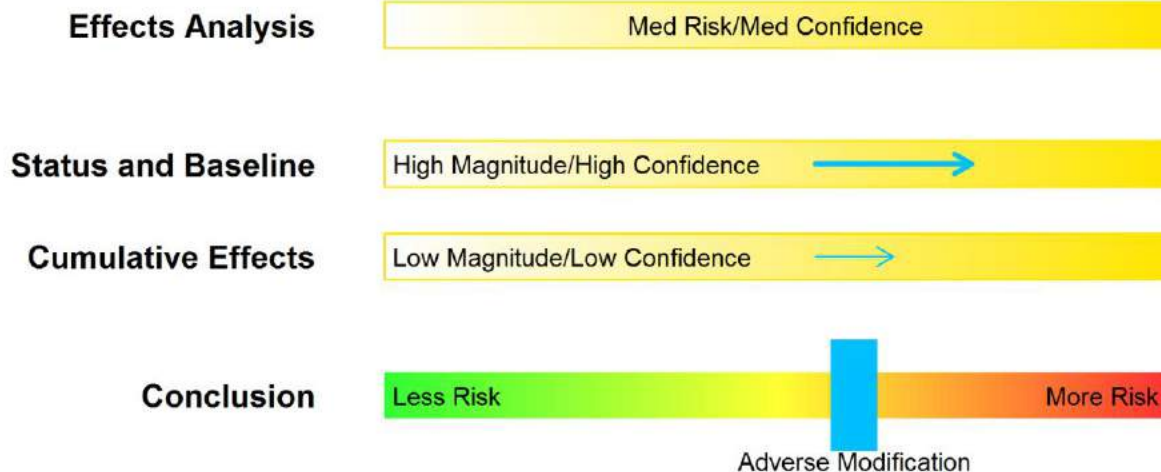 Effects Analysis
Med Risk/Med Confidence
Status and Baseline
High Magnitude/High Confidence
Cumulative Effects
Low Magnitude/Low Confidence
Conclusion
Less Risk
More Risk
Adverse Modification